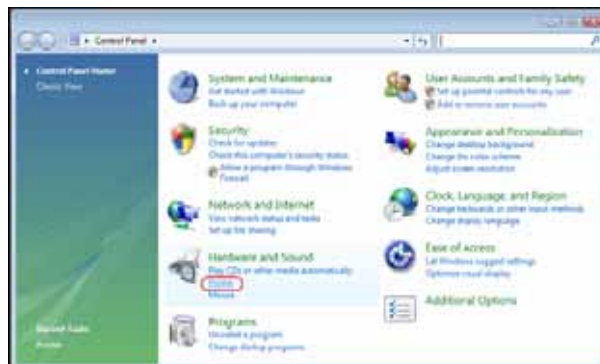 Control Panel
Control Panel Home
Classic View
System and Maintenance
Get started with Windows
Back up your computer
Security
Check for updates
Check this computer's security status
Allow a program through Windows Firewall
Network and Internet
View network status and tasks
Set up file sharing
Hardware and Sound
Play CDs or other media automatically
Printer
Mouse
Programs
Uninstall a program
Change startup programs
User Accounts and Family Safety
Set up parental controls for any user
Add or remove user accounts
Appearance and Personalization
Change desktop background
Change the color scheme
Adjust screen resolution
Clock, Language, and Region
Change keyboards or other input methods
Change display language
Ease of Access
Let Windows suggest settings
Optimize visual display
Additional Options
Recent Tasks